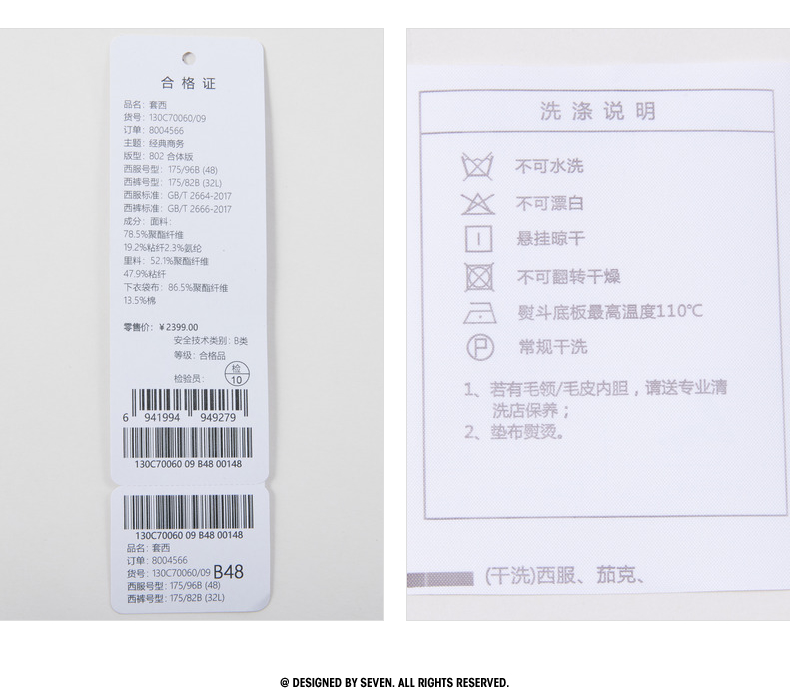 合格证
品名：套西
货号：130C70060/09
订单：8004566
主题：经典商务
版型：802 合体版
西服号型：175/96B (48)
西裤号型：175/82B (32L)
西服标准：GB/T 2664-2017
西裤标准：GB/T 2666-2017
成分：面料：
78.5%聚酯纤维
19.2%粘纤2.3%氨纶
里料：52.1%聚酯纤维
47.9%粘纤
下衣袋布：86.5%聚酯纤维
13.5%棉
零售价：￥2399.00
安全技术类别：B类
等级：合格品
检验员：
检
10
6 941994 949279
130C70060 09 B48 00148
130C70060 09 B48 00148
品名：套西
订单：8004566
货号：130C70060/09 B48
西服号型：175/96B (48)
西裤号型：175/82B (32L)
洗涤说明
不可水洗
不可漂白
悬挂晾干
不可翻转干燥
熨斗底板最高温度110℃
P 常规干洗
1、若有毛领/毛皮内胆，请送专业清
洗店保养；
2、垫布熨烫。
(干洗)西服、茄克、
@ DESIGNED BY SEVEN. ALL RIGHTS RESERVED.